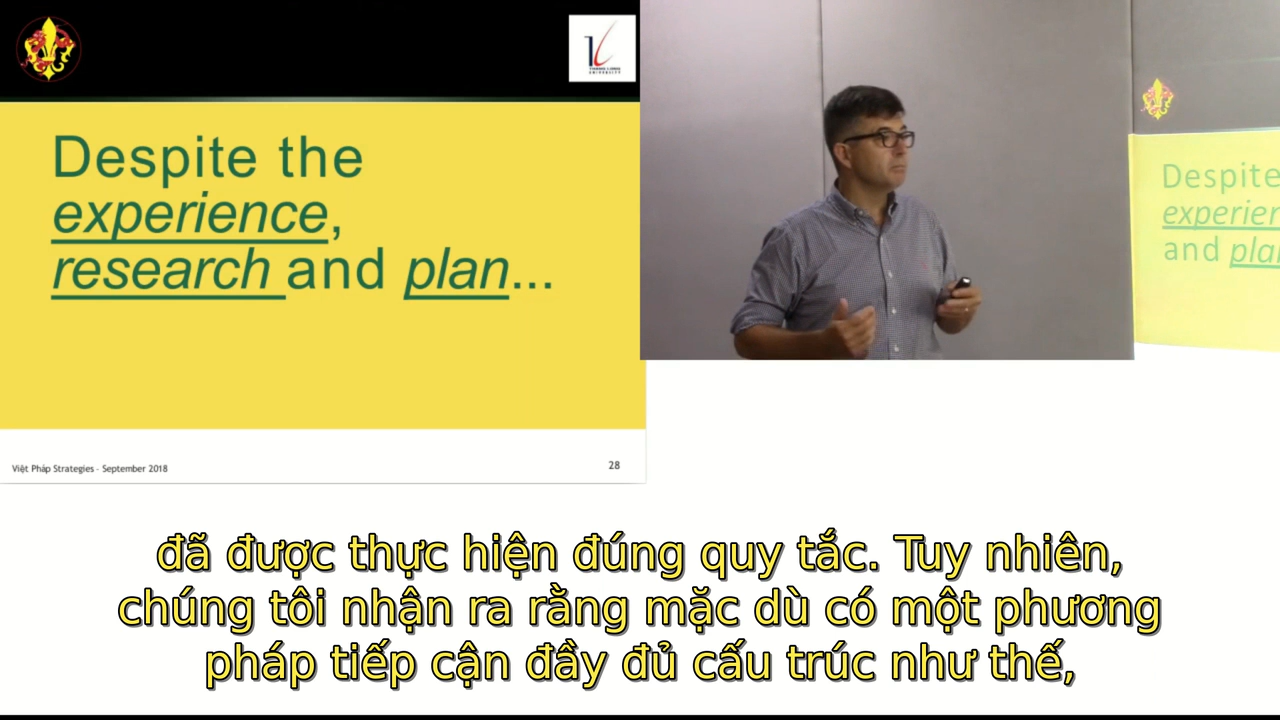 Despite the
experience,
research and plan...
Việt Pháp Strategies - September 2018
28
Despite
and
đã được thực hiện đúng quy tắc. Tuy nhiên,
chúng tôi nhận ra rằng mặc dù có một phương
pháp tiếp cận đầy đủ cấu trúc như thế,